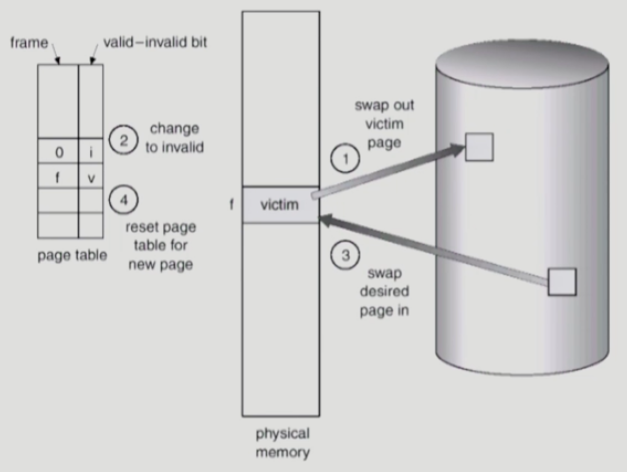 frame
valid–invalid bit
0 i
f v
2
change
to invalid
4
reset page
table for
new page
page table
f
victim
physical
memory
1
swap out
victim
page
3
swap
desired
page in